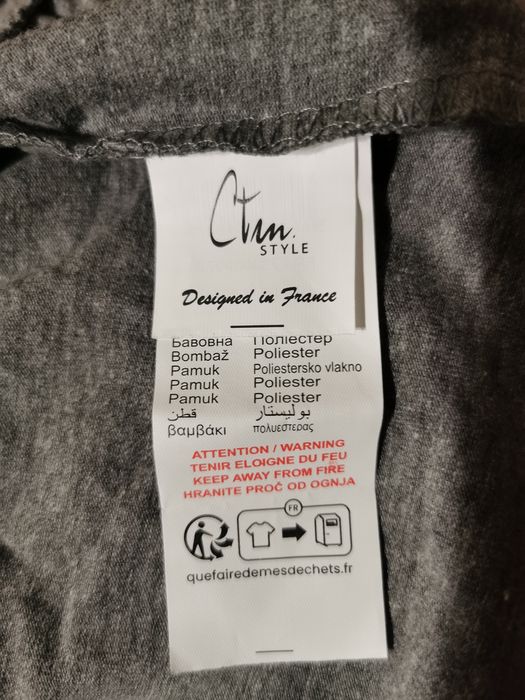 Ctm.
STYLE
Designed in France
Бавовна Поліестер
Bombaž Poliester
Pamuk Poliestersko vlakno
Pamuk Poliester
Pamuk Poliester
قطن بوليستار
βαμβάκι πολυεστερας
ATTENTION / WARNING
TENIR ELOIGNE DU FEU
KEEP AWAY FROM FIRE
HRANITE PROČ OD OGNJA
FR
quefairedemesdechets.fr